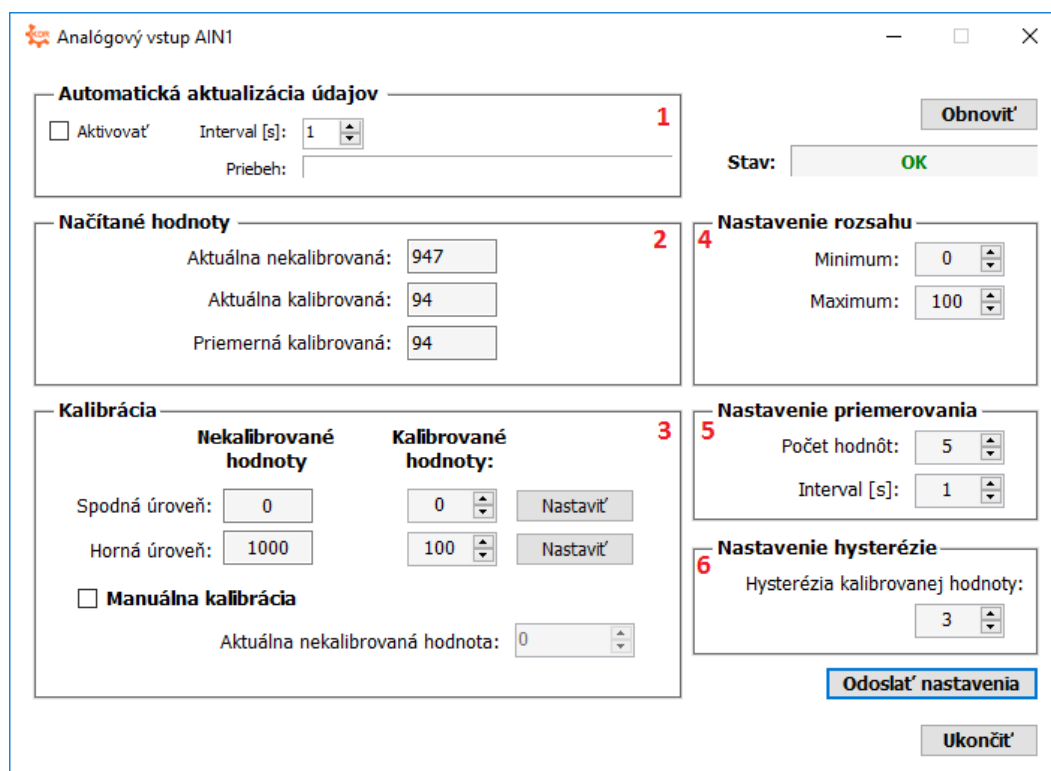 KDR Analógový vstup AIN1
Automatická aktualizácia údajov
1
Aktivovať Interval [s]: 1
Priebeh:
Obnoviť
Stav: OK
Načítané hodnoty
2
Aktuálna nekalibrovaná: 947
Aktuálna kalibrovaná: 94
Priemerná kalibrovaná: 94
4
Nastavenie rozsahu
Minimum: 0
Maximum: 100
Kalibrácia
3
Nekalibrované
hodnoty
Kalibrované
hodnoty:
Spodná úroveň: 0 0 Nastaviť
Horná úroveň: 1000 100 Nastaviť
Manuálna kalibrácia
Aktuálna nekalibrovaná hodnota: 0
5
Nastavenie priemerovania
Počet hodnôt: 5
Interval [s]: 1
6
Nastavenie hysterézie
Hysterézia kalibrovanej hodnoty:
3
Odoslať nastavenia
Ukončiť